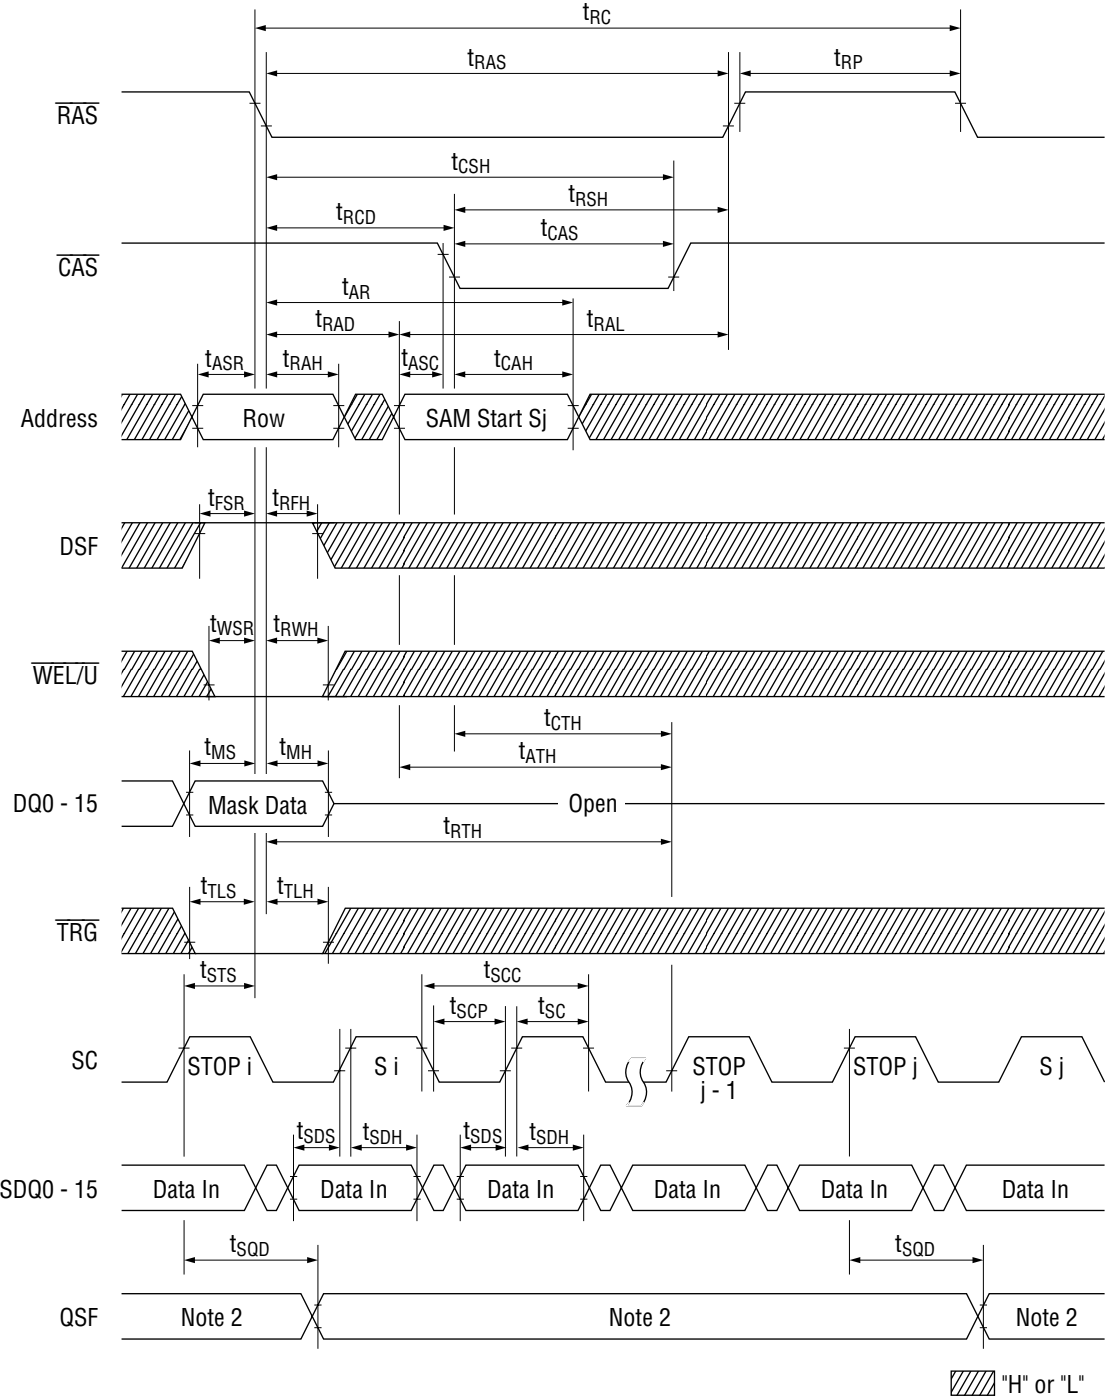 tRC
tRAS
tRP
RAS
tCSH
tRSH
tRCD
tCAS
CAS
tAR
tRAD
tRAL
tASR
tRAH
tASC
tCAH
Address
Row
SAM Start Sj
tFSR
tRFH
DSF
tWSR
tRWH
WEL/U
tCTH
tMS
tMH
tATH
DQ0 - 15
Mask Data
Open
tRTH
tTLS
tTLH
TRG
tSTS
tSCC
tSCP
tSC
SC
STOP i
S i
STOP
j - 1
STOP j
S j
tSDS
tSDH
tSDS
tSDH
SDQ0 - 15
Data In
Data In
Data In
Data In
Data In
Data In
tSQD
tSQD
QSF
Note 2
Note 2
Note 2
"H" or "L"